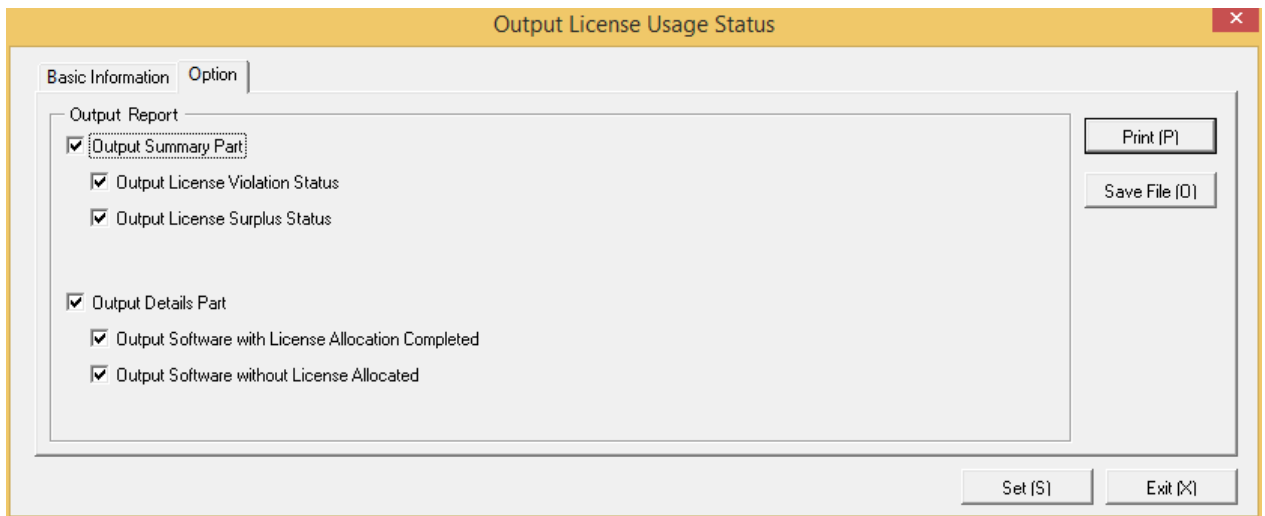 Output License Usage Status
Basic Information
Option
Output Report
Output Summary Part
Output License Violation Status
Output License Surplus Status
Output Details Part
Output Software with License Allocation Completed
Output Software without License Allocated
Print (P)
Save File (O)
Set (S)
Exit (X)